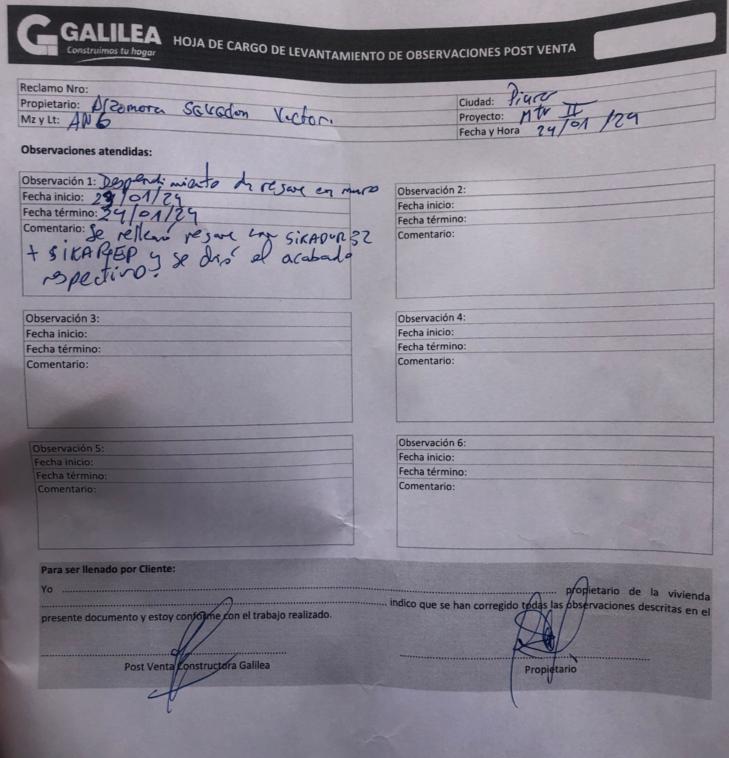 GALILEA
Construimos tu hogar
HOJA DE CARGO DE LEVANTAMIENTO DE OBSERVACIONES POST VENTA
Reclamo Nro:
Propietario: Alzamora Salvador Victor.
Mz y Lt: AN6
Ciudad: Piura
Proyecto: Mtr II
Fecha y Hora 24/01/24
Observaciones atendidas:
Observación 1: Desprendimiento de resane en muro
Fecha inicio: 23/01/24
Fecha término: 24/01/24
Comentario: Se rellenó resane con SIKADUR 32
+ SIKAREP y se dió el acabado
respectivo.
Observación 2:
Fecha inicio:
Fecha término:
Comentario:
Observación 3:
Fecha inicio:
Fecha término:
Comentario:
Observación 4:
Fecha inicio:
Fecha término:
Comentario:
Observación 5:
Fecha inicio:
Fecha término:
Comentario:
Observación 6:
Fecha inicio:
Fecha término:
Comentario:
Para ser llenado por Cliente:
Yo ........ propietario de la vivienda
........ indico que se han corregido todas las observaciones descritas en el
presente documento y estoy conforme con el trabajo realizado.
Post Venta Constructora Galilea
Propietario